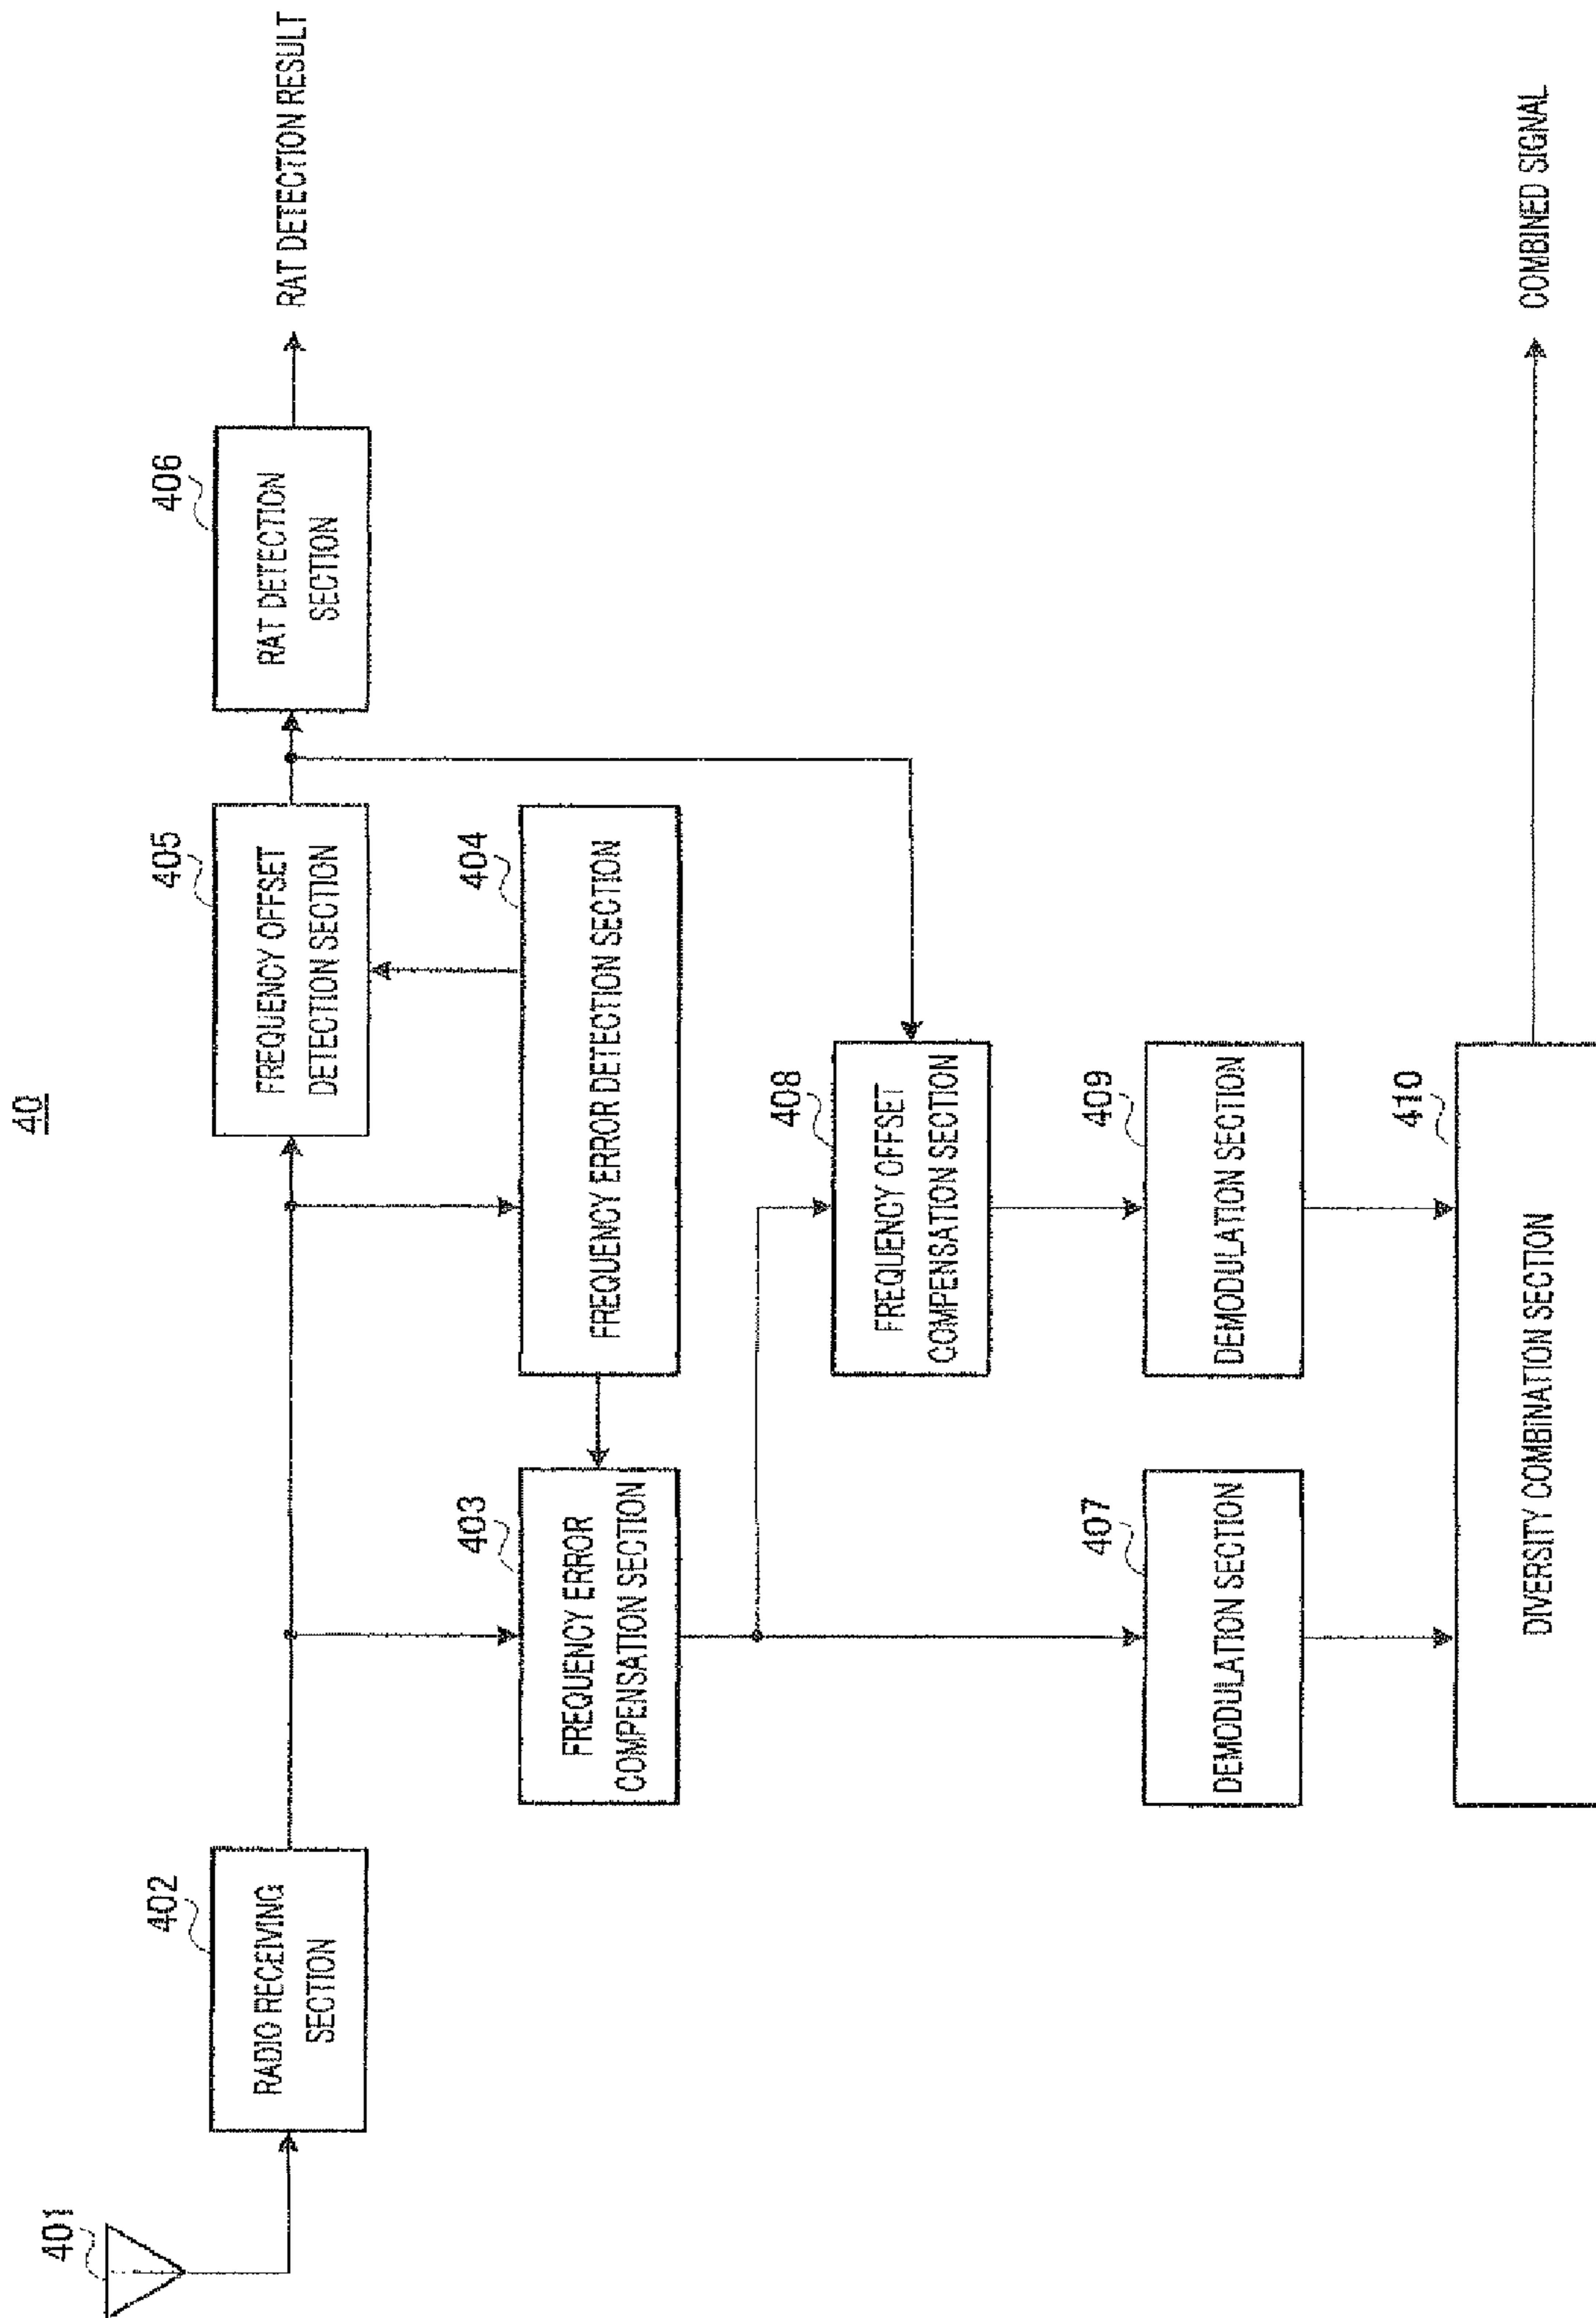 40
401
402
RADIO RECEIVING
SECTION
405
FREQUENCY OFFSET
DETECTION SECTION
406
RAT DETECTION
SECTION
RAT DETECTION RESULT
403
FREQUENCY ERROR
COMPENSATION SECTION
404
FREQUENCY ERROR DETECTION SECTION
408
FREQUENCY OFFSET
COMPENSATION SECTION
407
DEMODULATION SECTION
409
DEMODULATION SECTION
410
DIVERSITY COMBINATION SECTION
COMBINED SIGNAL